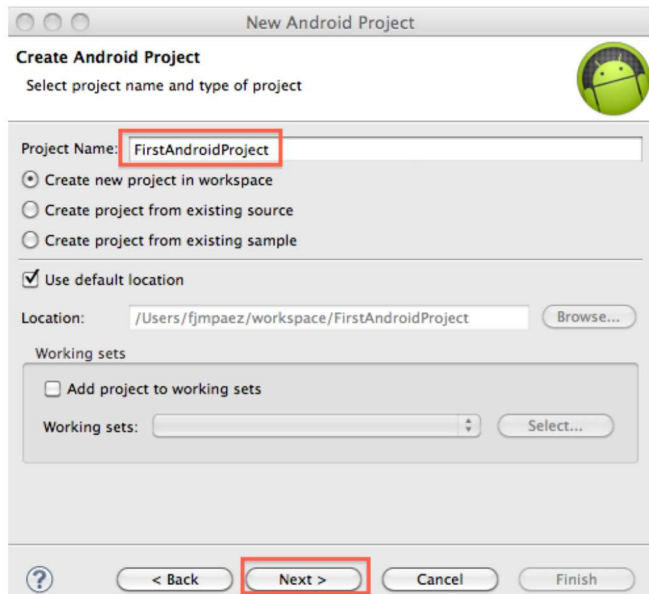 New Android Project
Create Android Project
Select project name and type of project
Project Name: FirstAndroidProject
Create new project in workspace
Create project from existing source
Create project from existing sample
Use default location
Location: /Users/fjmpaez/workspace/FirstAndroidProject Browse...
Working sets
Add project to working sets
Working sets: Select...
? < Back Next > Cancel Finish